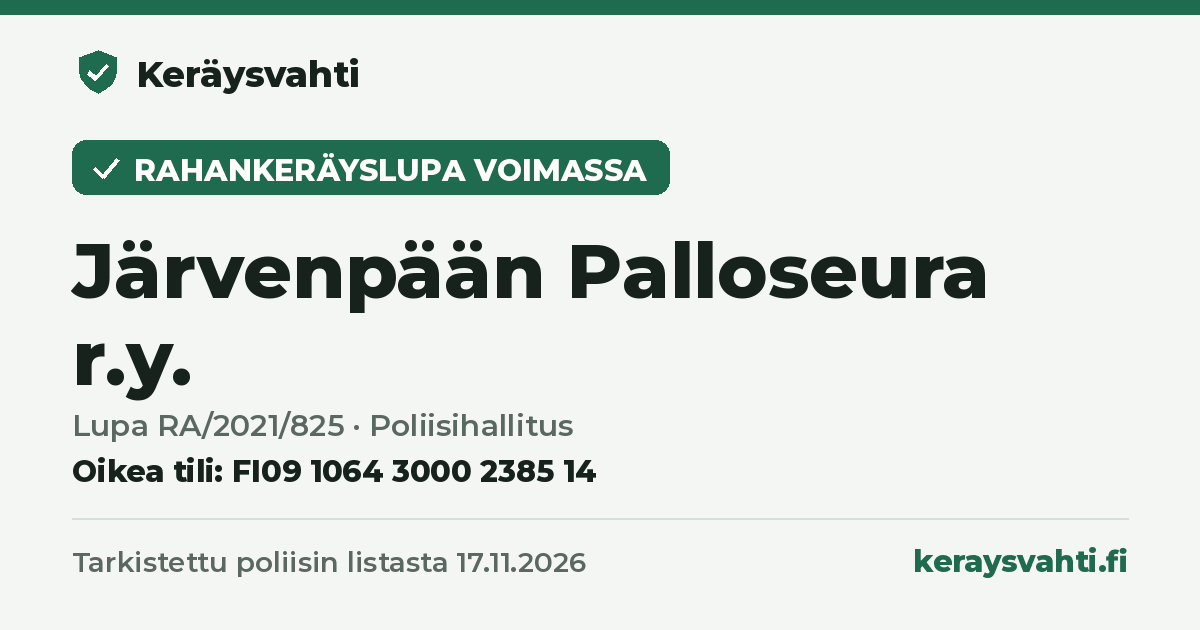 Keräysvahti
RAHANKERÄYSLUPA VOIMASSA
Järvenpään Palloseura
r.y.
Lupa RA/2021/825 · Poliisihallitus
Oikea tili: FI09 1064 3000 2385 14
Tarkistettu poliisin listasta 17.11.2026
keraysvahti.fi